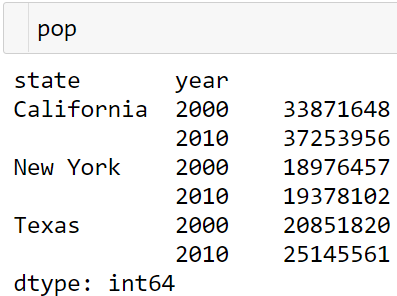 pop
state       year
California  2000    33871648
            2010    37253956
New York    2000    18976457
            2010    19378102
Texas       2000    20851820
            2010    25145561
dtype: int64